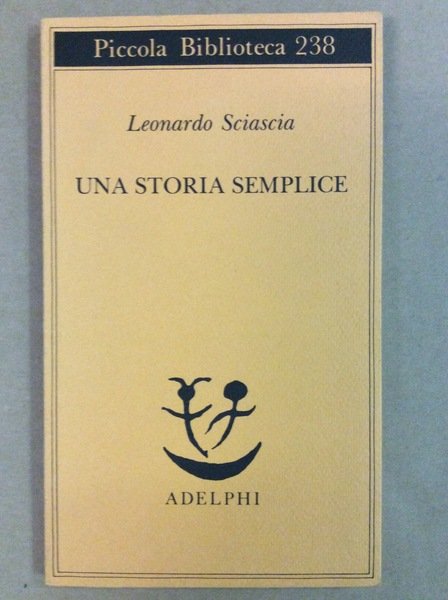 Piccola Biblioteca 238
Leonardo Sciascia
UNA STORIA SEMPLICE
ADELPHI